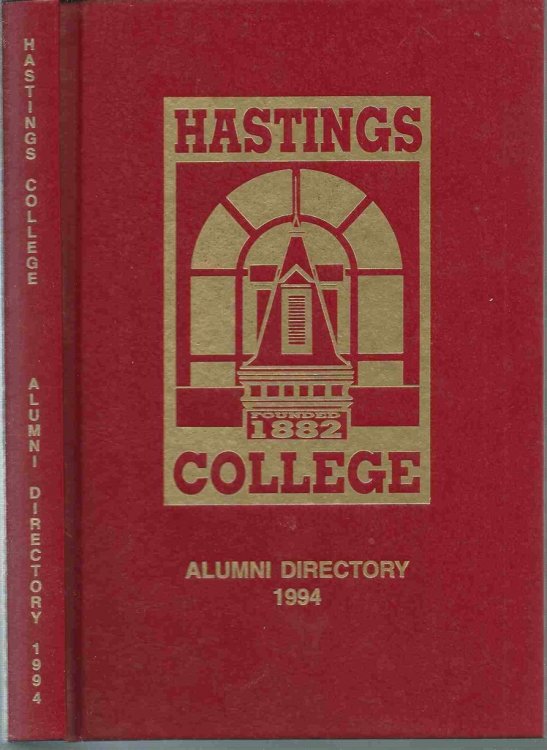 HASTINGS COLLEGE ALUMNI DIRECTORY 1994
HASTINGS
FOUNDED
1882
COLLEGE
ALUMNI DIRECTORY
1994